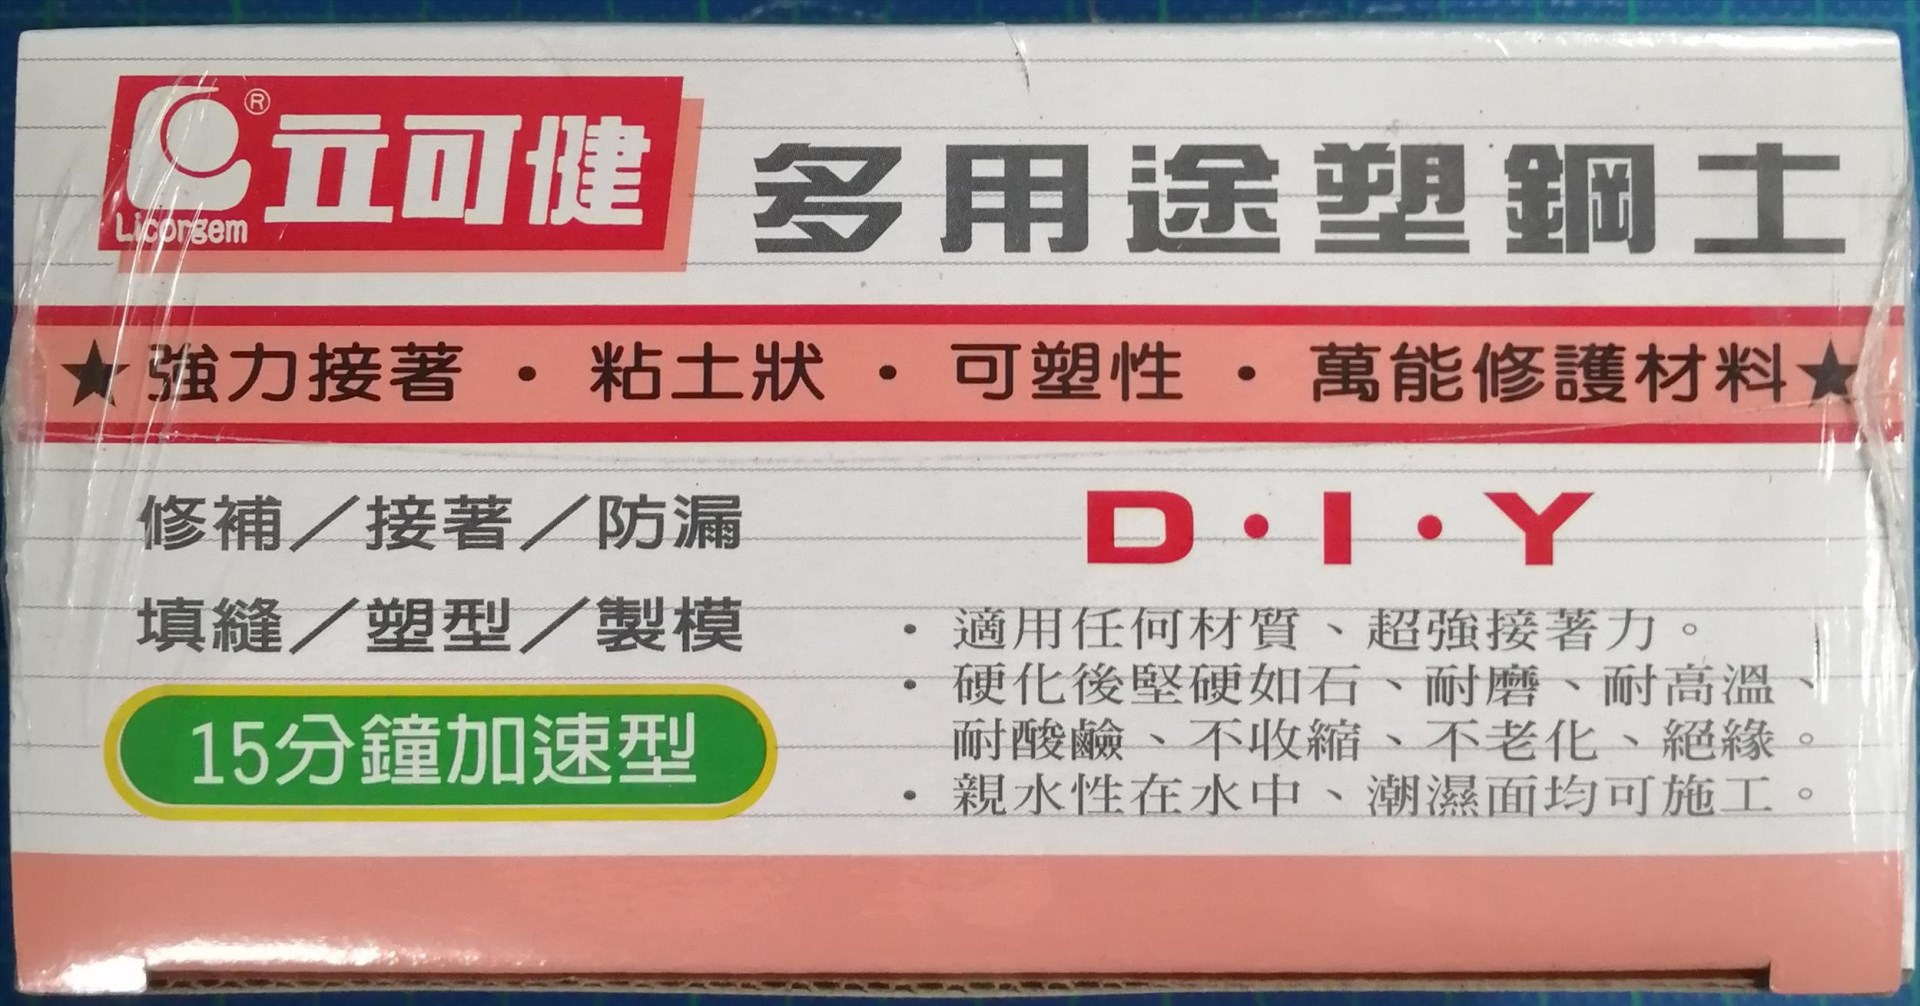 ®立可健 多用途塑鋼土
Licorgem
★強力接著・粘土狀・可塑性・萬能修護材料★
修補／接著／防漏
填縫／塑型／製模
15分鐘加速型
D・I・Y
・適用任何材質、超強接著力。
・硬化後堅硬如石、耐磨、耐高溫、
耐酸鹼、不收縮、不老化、絕緣。
・親水性在水中、潮濕面均可施工。